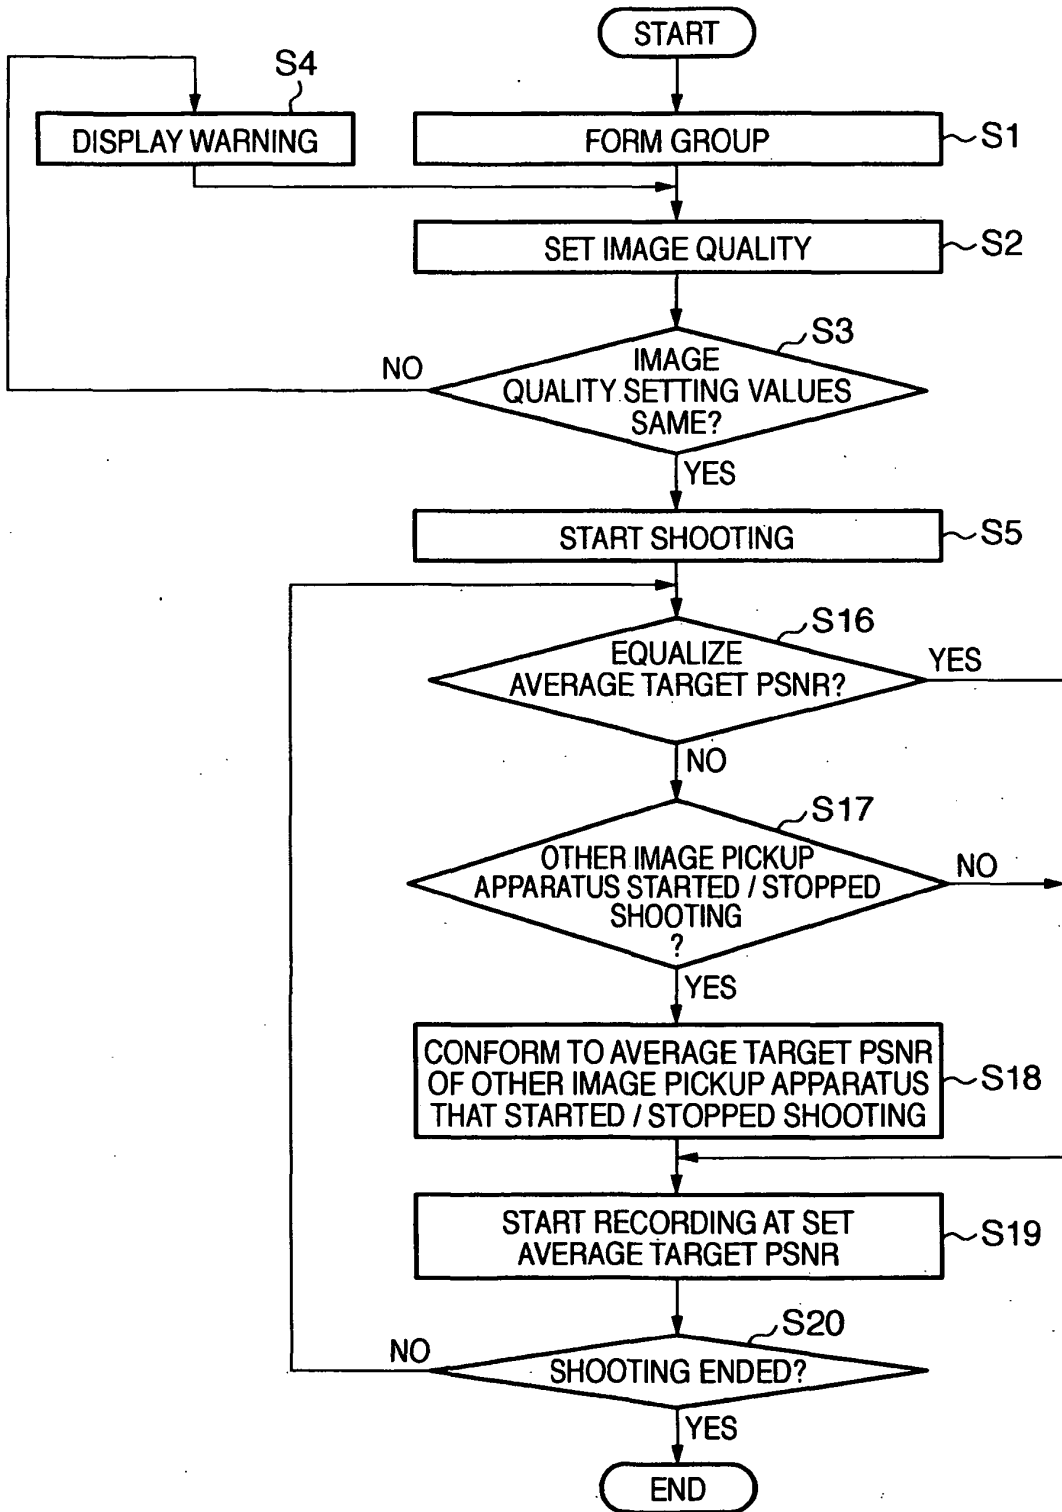 START
S4
DISPLAY WARNING
FORM GROUP
S1
SET IMAGE QUALITY
S2
S3
IMAGE
QUALITY SETTING VALUES
SAME?
NO
YES
START SHOOTING
S5
S16
EQUALIZE
AVERAGE TARGET PSNR?
YES
NO
S17
OTHER IMAGE PICKUP
APPARATUS STARTED / STOPPED
SHOOTING
?
NO
YES
CONFORM TO AVERAGE TARGET PSNR
OF OTHER IMAGE PICKUP APPARATUS
THAT STARTED / STOPPED SHOOTING
S18
START RECORDING AT SET
AVERAGE TARGET PSNR
S19
S20
SHOOTING ENDED?
NO
YES
END